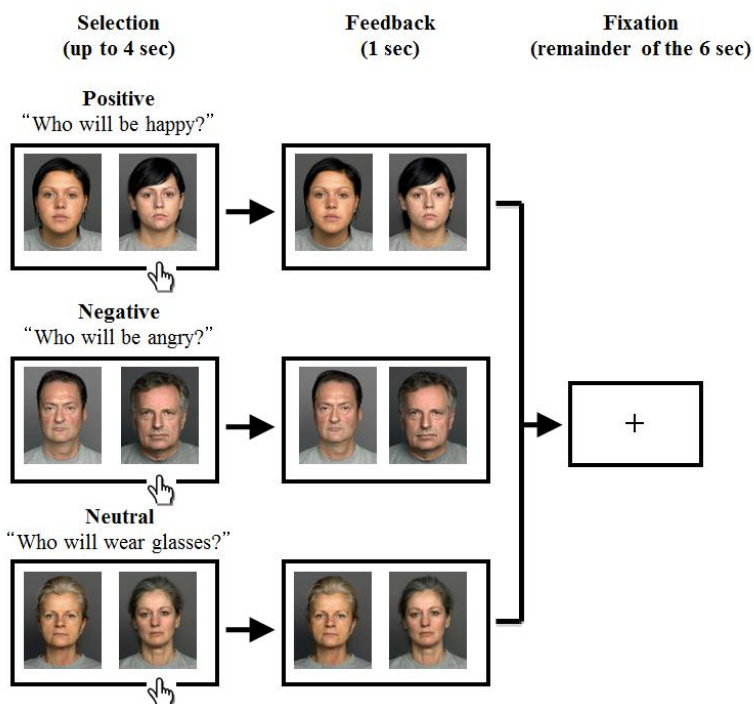 Selection
(up to 4 sec)
Feedback
(1 sec)
Fixation
(remainder of the 6 sec)
Positive
“Who will be happy?”
Negative
“Who will be angry?”
Neutral
“Who will wear glasses?”
+